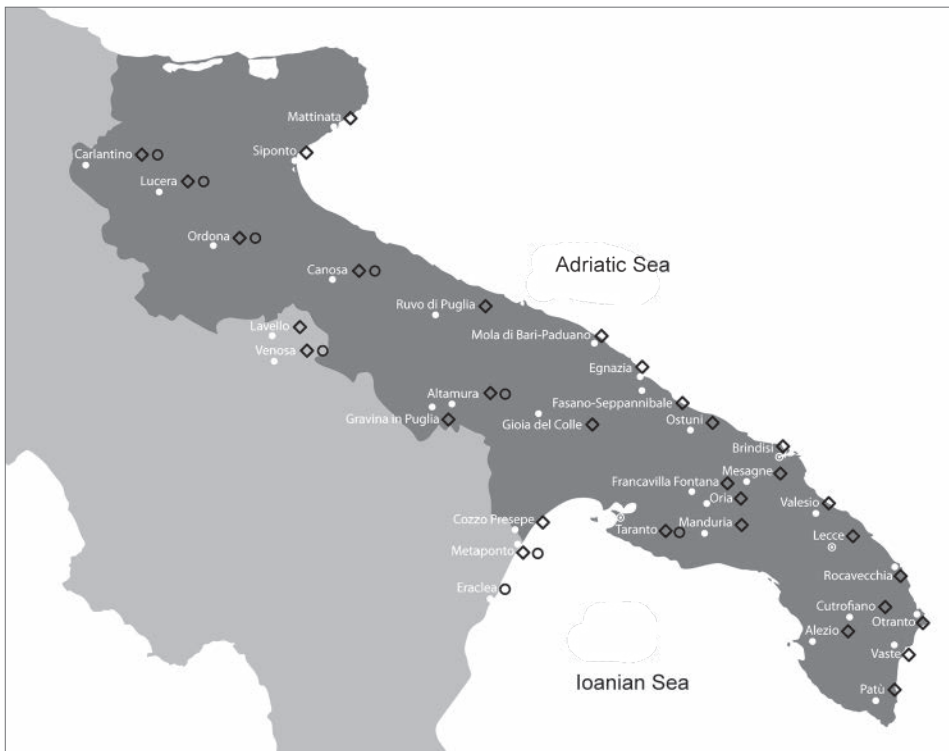 Mattinata
Siponto
Carlantino
Lucera
Ordona
Canosa
Adriatic Sea
Ruvo di Puglia
Lavello
Mola di Bari-Paduano
Venosa
Egnazia
Altamura
Fasano-Seppannibale
Gravina in Puglia
Gioia del Colle
Ostuni
Brindisi
Mesagne
Francavilla Fontana
Oria
Valesio
Cozzo Presepe
Taranto
Manduria
Lecce
Metaponto
Rocavecchia
Eraclea
Cutrofiano
Otranto
Alezio
Vaste
Ioanian Sea
Patù